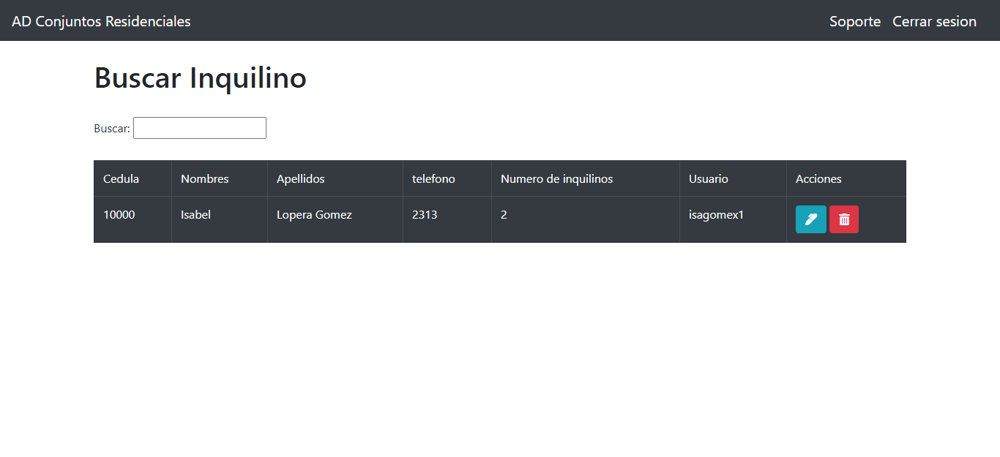 AD Conjuntos Residenciales Soporte Cerrar sesion
Buscar Inquilino
Buscar:
Cedula Nombres Apellidos telefono Numero de inquilinos Usuario Acciones
10000 Isabel Lopera Gomez 2313 2 isagomex1